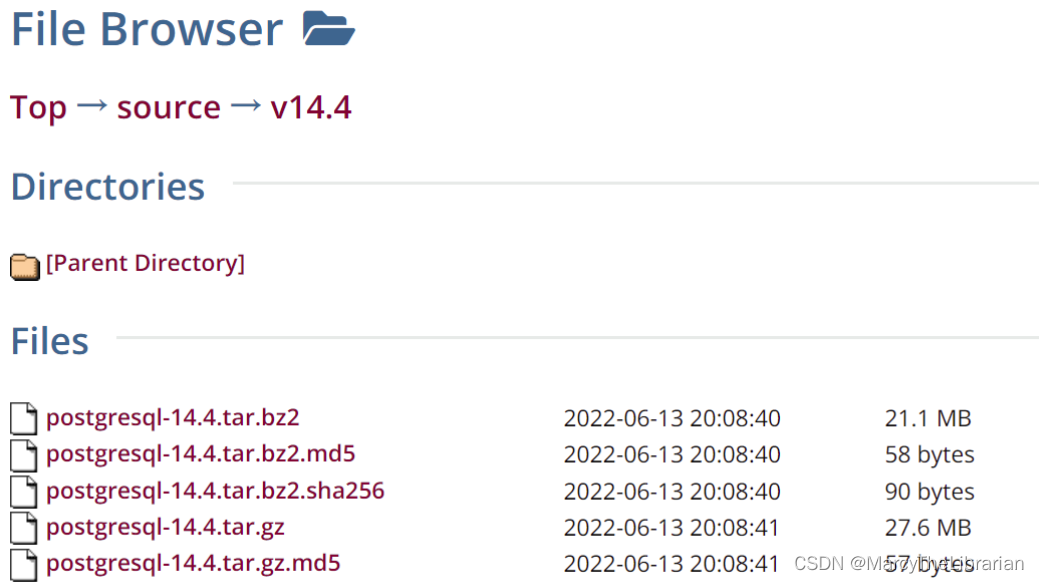 File Browser
Top → source → v14.4
Directories
[Parent Directory]
Files
postgresql-14.4.tar.bz2 2022-06-13 20:08:40 21.1 MB
postgresql-14.4.tar.bz2.md5 2022-06-13 20:08:40 58 bytes
postgresql-14.4.tar.bz2.sha256 2022-06-13 20:08:40 90 bytes
postgresql-14.4.tar.gz 2022-06-13 20:08:41 27.6 MB
postgresql-14.4.tar.gz.md5 2022-06-13 20:08:41 57 bytes
CSDN @MarcyTheLibrarian